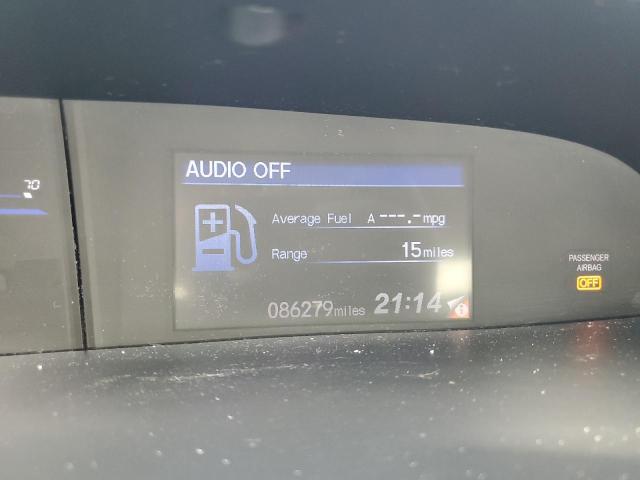 70
AUDIO OFF
Average Fuel A ---.- mpg
Range 15 miles
086279 miles 21:14
PASSENGER
AIRBAG
OFF